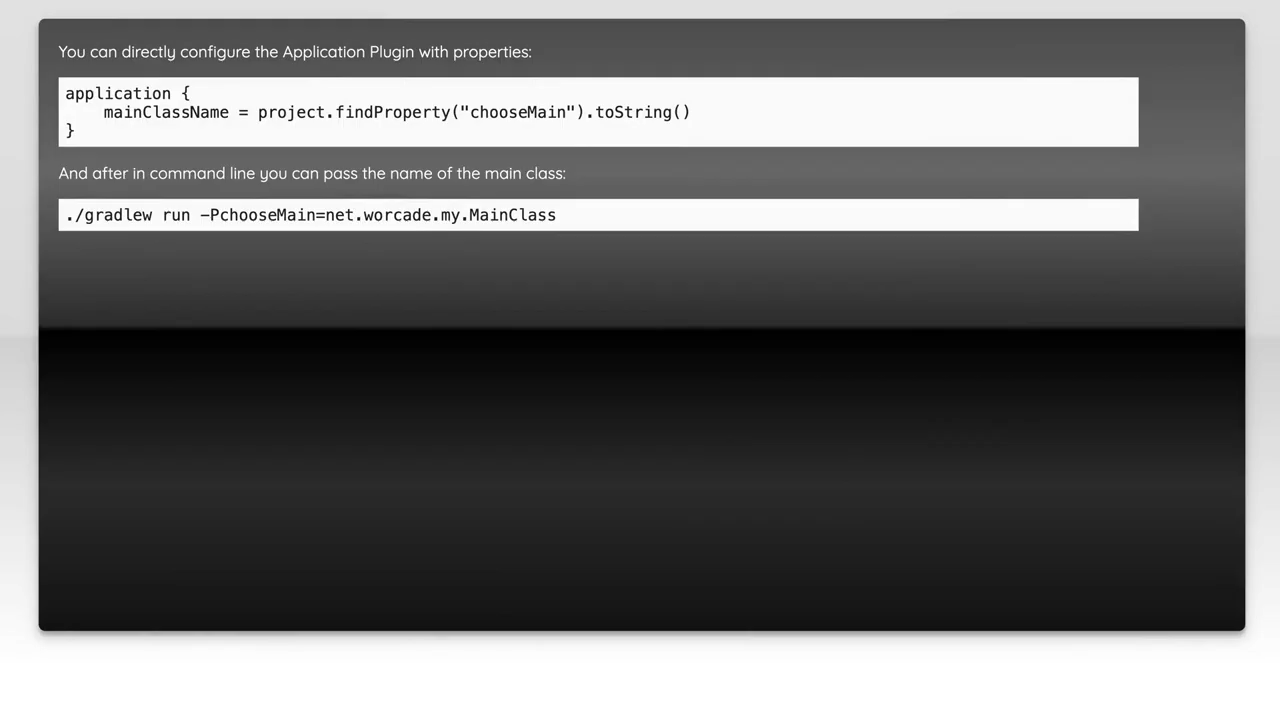 You can directly configure the Application Plugin with properties:
application {
    mainClassName = project.findProperty("chooseMain").toString()
}
And after in command line you can pass the name of the main class:
./gradlew run -PchooseMain=net.worcade.my.MainClass